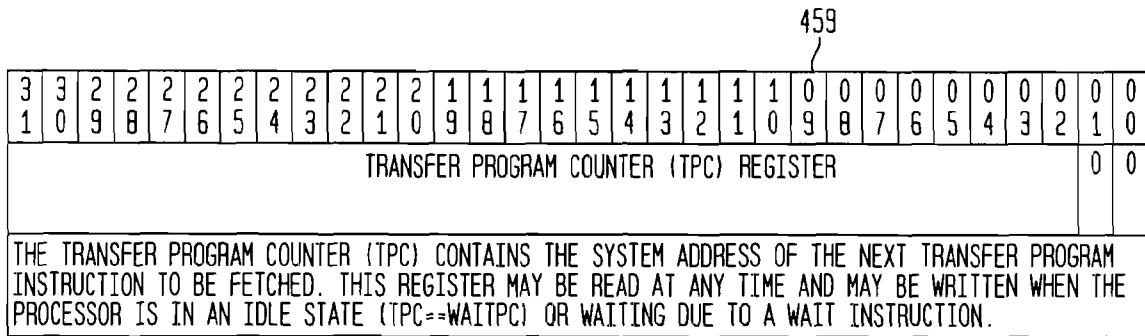 459
3 3 2 2 2 2 2 2 2 2 2 2 1 1 1 1 1 1 1 1 1 1 0 0 0 0 0 0 0 0 0 0
1 0 9 8 7 6 5 4 3 2 1 0 9 8 7 6 5 4 3 2 1 0 9 8 7 6 5 4 3 2 1 0
TRANSFER PROGRAM COUNTER (TPC) REGISTER 0 0
THE TRANSFER PROGRAM COUNTER (TPC) CONTAINS THE SYSTEM ADDRESS OF THE NEXT TRANSFER PROGRAM
INSTRUCTION TO BE FETCHED. THIS REGISTER MAY BE READ AT ANY TIME AND MAY BE WRITTEN WHEN THE
PROCESSOR IS IN AN IDLE STATE (TPC==WAITPC) OR WAITING DUE TO A WAIT INSTRUCTION.